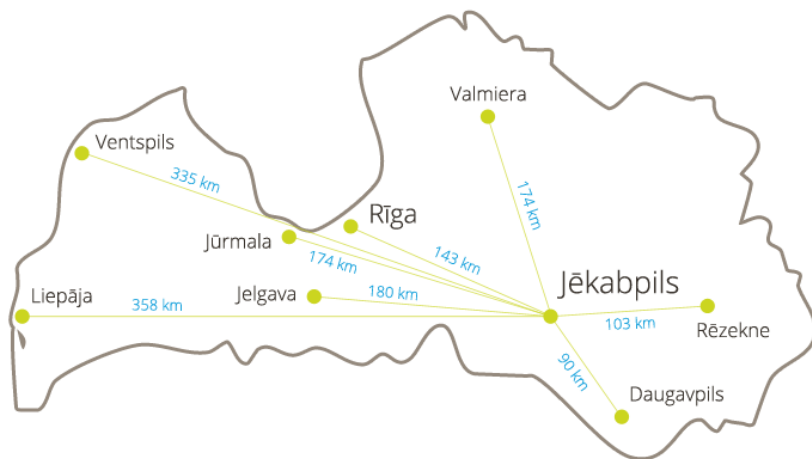 Valmiera
Ventspils
335 km
174 km
Rīga
Jūrmala
143 km
174 km
Jēkabpils
Jelgava
180 km
Liepāja
358 km
103 km
Rēzekne
90 km
Daugavpils